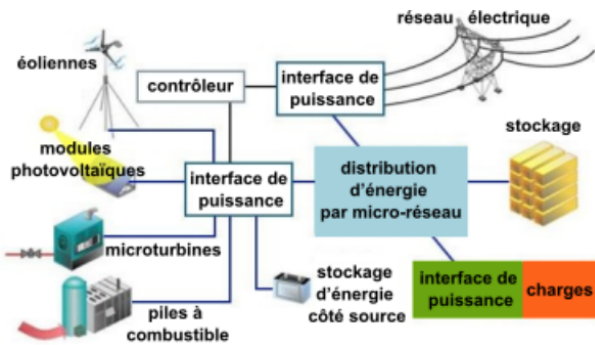 réseau électrique
éoliennes
contrôleur
interface de
puissance
stockage
modules
photovoltaïques
interface de
puissance
distribution
d'énergie
par micro-réseau
microturbines
stockage
d'énergie
côté source
interface de
puissance
charges
piles à
combustible